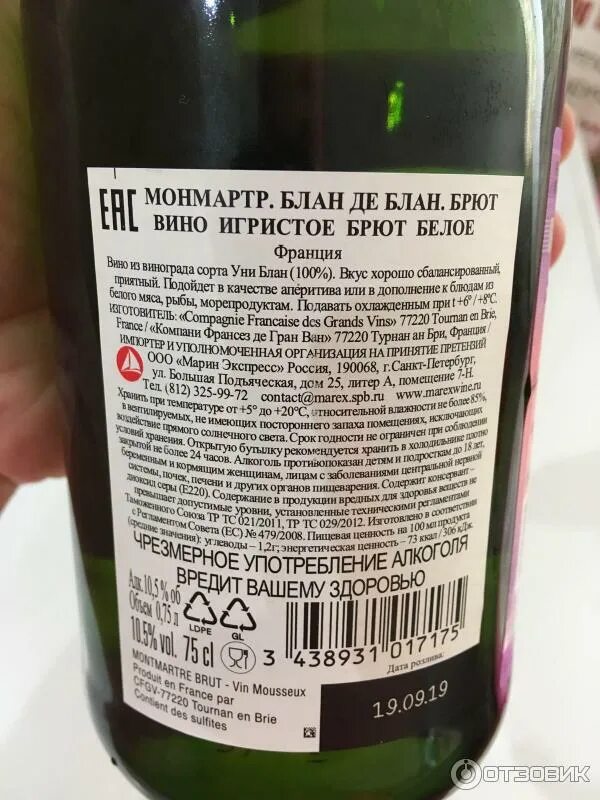 ЕАС
МОНМАРТР. БЛАН ДЕ БЛАН. БРЮТ
ВИНО ИГРИСТОЕ БРЮТ БЕЛОЕ
Франция
Вино из винограда сорта Уни Блан (100%). Вкус хорошо сбалансированный,
приятный. Подойдет в качестве аперитива или в дополнение к блюдам из
белого мяса, рыбы, морепродуктам. Подавать охлажденным при t +6°/ +8°С.
ИЗГОТОВИТЕЛЬ: «Compagnie Francaise dcs Grands Vins» 77220 Tournan en Brie,
France / «Компани Франсез де Гран Ван» 77220 Турнан ан Бри, Франция /
ИМПОРТЕР И УПОЛНОМОЧЕННАЯ ОРГАНИЗАЦИЯ НА ПРИНЯТИЕ ПРЕТЕНЗИЙ
ООО «Марин Экспресс» Россия, 190068, г.Санкт-Петербург,
ул. Большая Подъяческая, дом 25, литер А, помещение 7-Н.
Тел. (812) 325-99-72 contact@marex.spb.ru www.marexwine.ru
Хранить при температуре от +5° до +20°С, относительной влажности не более 85%,
в вентилируемых, не имеющих постороннего запаха помещениях, исключающих
воздействие прямого солнечного света. Срок годности не ограничен при соблюдении
условий хранения. Открытую бутылку рекомендуется хранить в холодильнике плотно
закрытой не более 24 часов. Алкоголь противопоказан детям и подросткам до 18 лет,
беременным и кормящим женщинам, лицам с заболеваниями центральной нервной
системы, почек, печени и других органов пищеварения. Содержит консервант –
диоксид серы (Е220). Содержание в продукции вредных для здоровья веществ не
превышает допустимые уровни, установленные техническими регламентами
Таможенного Союза ТР ТС 021/2011, ТР ТС 029/2012. Изготовлено в соответствии
с Регламентом Совета (ЕС) № 479/2008. Пищевая ценность на 100 мл продукта
(средние значения): углеводы – 1,2г; энергетическая ценность – 73 ккал / 306 кДж.
ЧРЕЗМЕРНОЕ УПОТРЕБЛЕНИЕ АЛКОГОЛЯ
ВРЕДИТ ВАШЕМУ ЗДОРОВЬЮ
Алк.10,5 % об
Объем 0,75 л
10.5% vol. 75 cl
LDPE
GL
3 438931 017175
MONTMARTRE BRUT - Vin Mousseux
Produit en France par
CFGV-77220 Tournan en Brie
Contient des sulfites
Дата розлива:
19.09.19
ОТЗОВИК